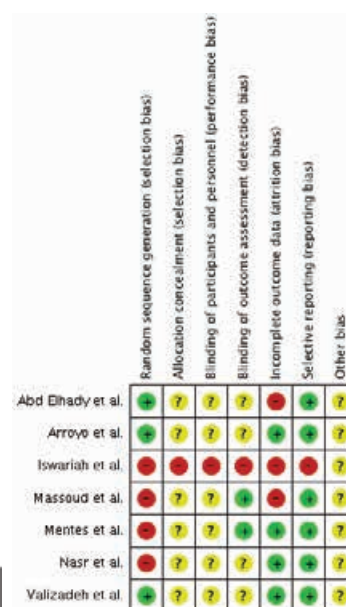 Random sequence generation (selection bias)
Allocation concealment (selection bias)
Blinding of participants and personnel (performance bias)
Blinding of outcome assessment (detection bias)
Incomplete outcome data (attrition bias)
Selective reporting (reporting bias)
Other bias
Abd Elhady et al. + ? ? ? - + ?
Arroyo et al. + ? ? ? + + ?
Iswariah et al. - - - - - - ?
Massoud et al. - ? ? + - + ?
Mentes et al. - ? ? + + + ?
Nasr et al. - ? ? ? + + ?
Valizadeh et al. + ? ? ? + + ?